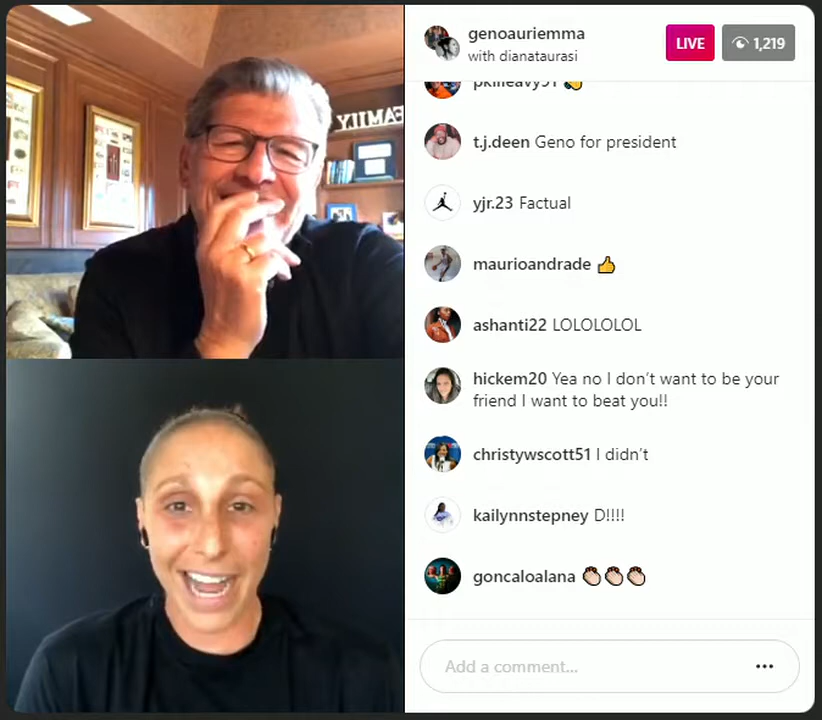 FAMILY
genoauriemma
with dianataurasi
LIVE
1,219
pkilleavy51 👏
t.j.deen Geno for president
yjr.23 Factual
maurioandrade 👍
ashanti22 LOLOLOLOL
hickem20 Yea no I don't want to be your
friend I want to beat you!!
christywscott51 I didn't
kailynnstepney D!!!!
goncaloalana 👏🏻👏🏻👏🏻
Add a comment...